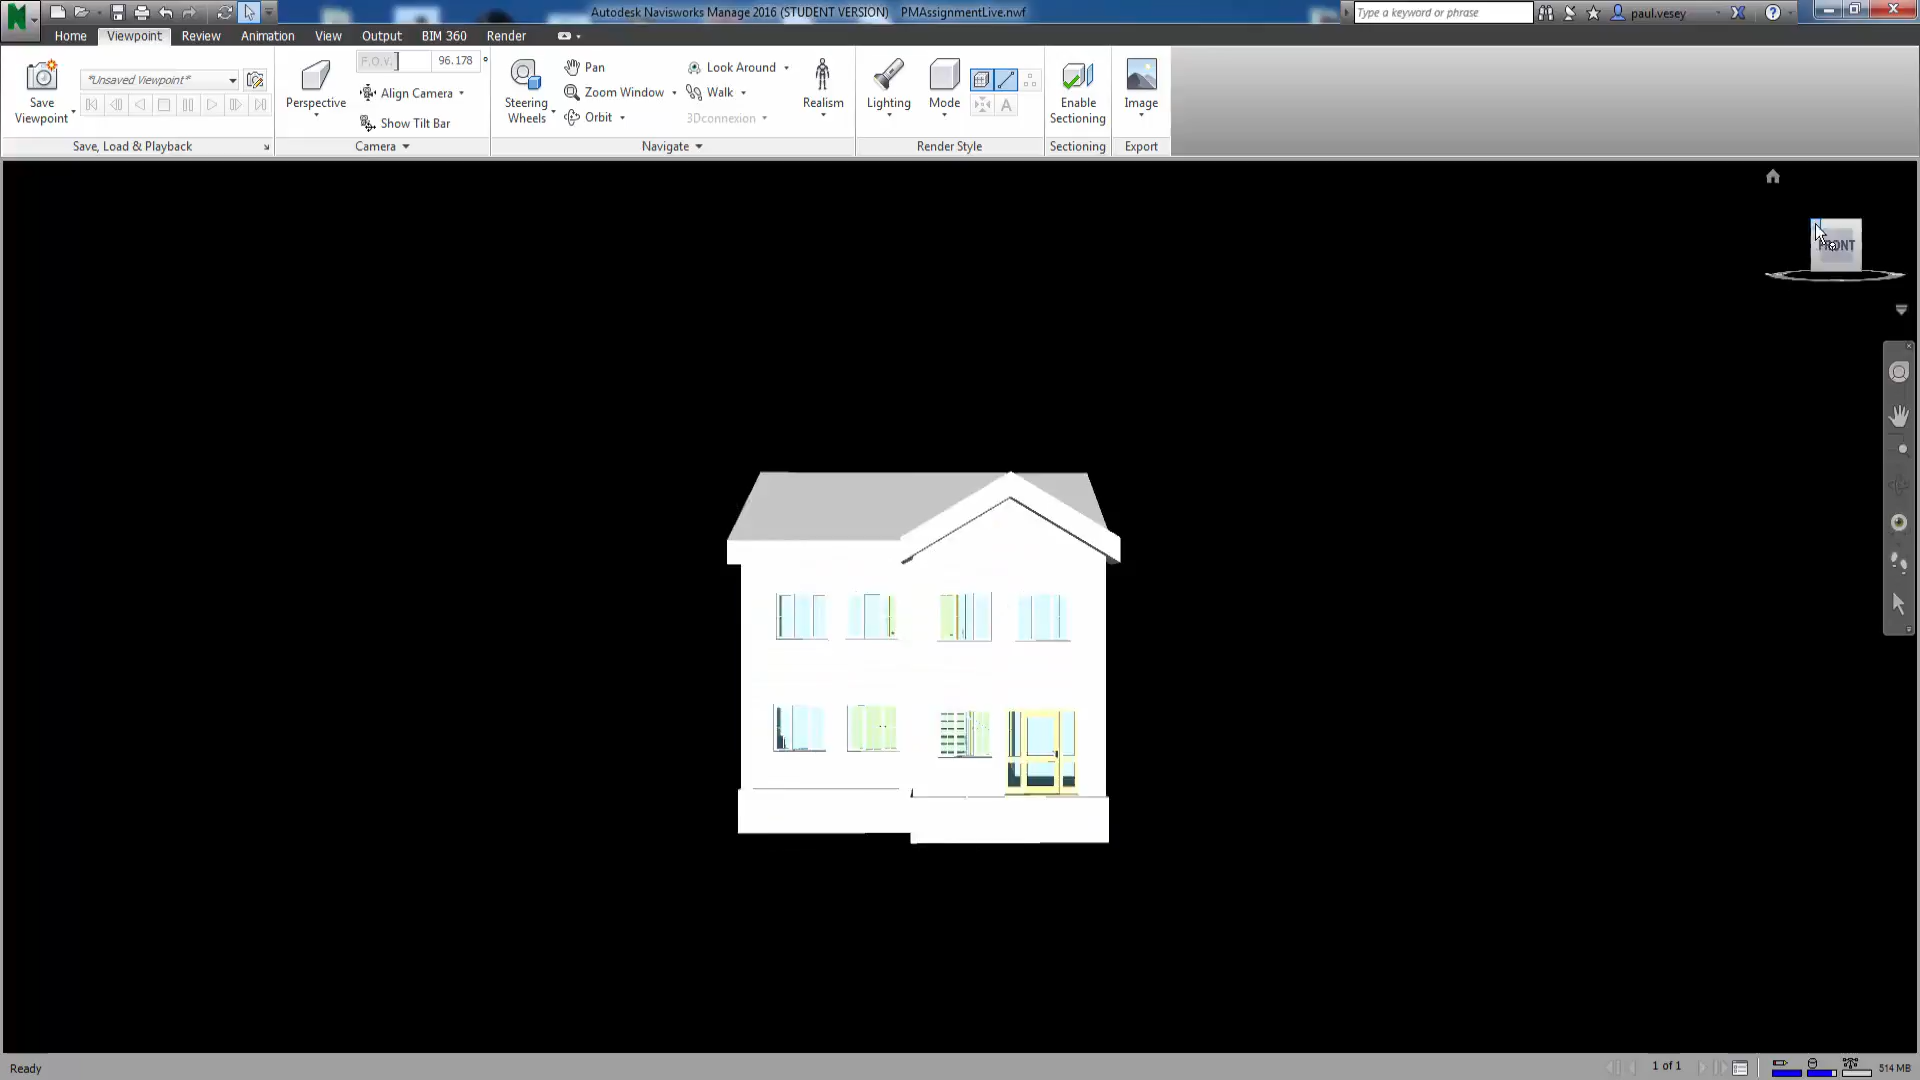 Autodesk Navisworks Manage 2016 (STUDENT VERSION) PMAssignmentLive.nwf
Type a keyword or phrase
paul.vesey
Home Viewpoint Review Animation View Output BIM 360 Render
Save Viewpoint
*Unsaved Viewpoint*
Save, Load & Playback
Perspective
F.O.V. 96.178 °
Align Camera
Show Tilt Bar
Camera
Steering Wheels
Pan
Zoom Window
Orbit
Look Around
Walk
3Dconnexion
Realism
Navigate
Lighting
Mode
A
Render Style
Enable Sectioning
Sectioning
Image
Export
FRONT
Ready
1 of 1
514 MB